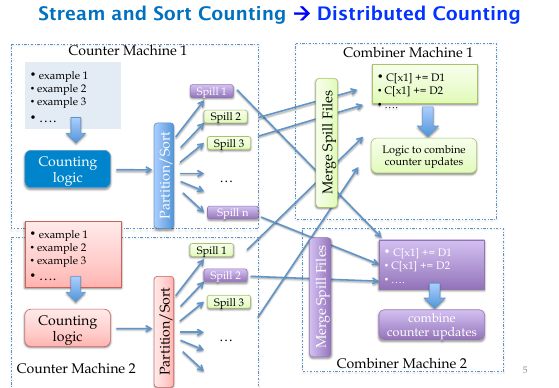 Stream and Sort Counting → Distributed Counting
Counter Machine 1
• example 1
• example 2
• example 3
• ….
Counting
logic
Partition/Sort
Spill 1
Spill 2
Spill 3
…
Spill n
Merge Spill Files
Combiner Machine 1
• C[x1] += D1
• C[x1] += D2
• ….
Logic to combine
counter updates
• example 1
• example 2
• example 3
• ….
Counting
logic
Counter Machine 2
Partition/Sort
Spill 1
Spill 2
Spill 3
…
Merge Spill Files
• C[x1] += D1
• C[x1] += D2
• ….
combine
counter updates
Combiner Machine 2
5